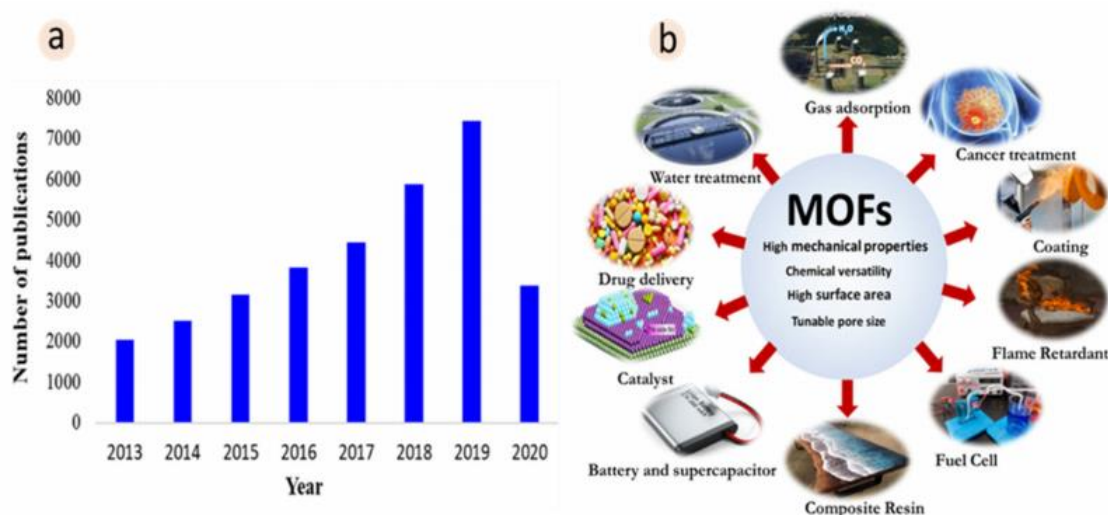 a
8000
7000
6000
5000
4000
3000
2000
1000
0
Number of publications
2013 2014 2015 2016 2017 2018 2019 2020
Year
b
H₂O
CO₂
Gas adsorption
Cancer treatment
Water treatment
MOFs
High mechanical properties
Chemical versatility
High surface area
Tunable pore size
Coating
Drug delivery
Flame Retardant
Catalyst
Fuel Cell
Battery and supercapacitor
Composite Resin